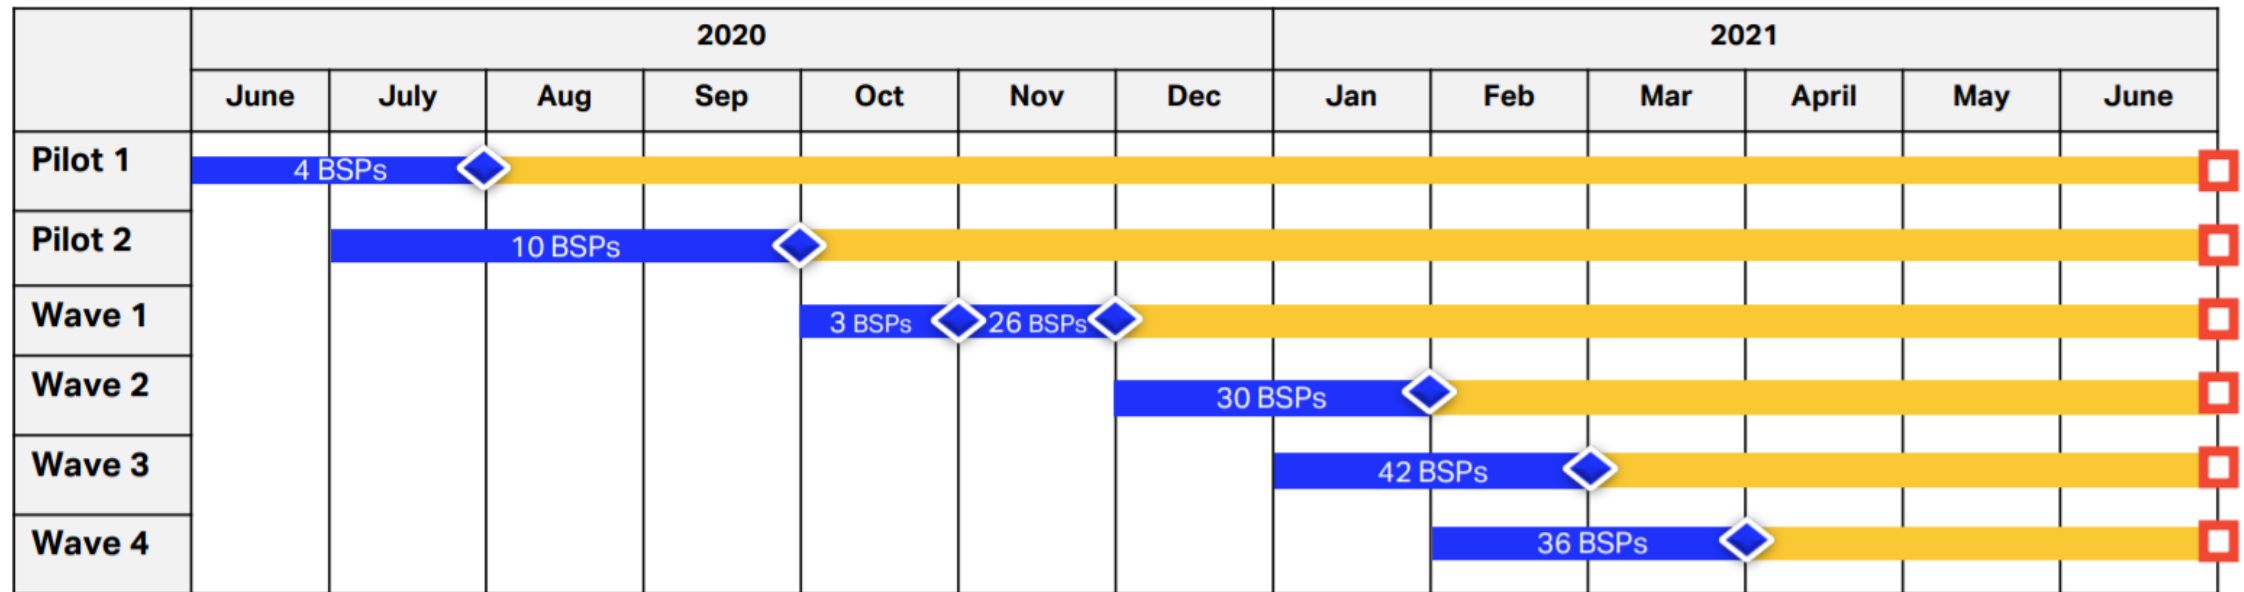 2020 2021
June July Aug Sep Oct Nov Dec Jan Feb Mar April May June
Pilot 1 4 BSPs
Pilot 2 10 BSPs
Wave 1 3 BSPs 26 BSPs
Wave 2 30 BSPs
Wave 3 42 BSPs
Wave 4 36 BSPs